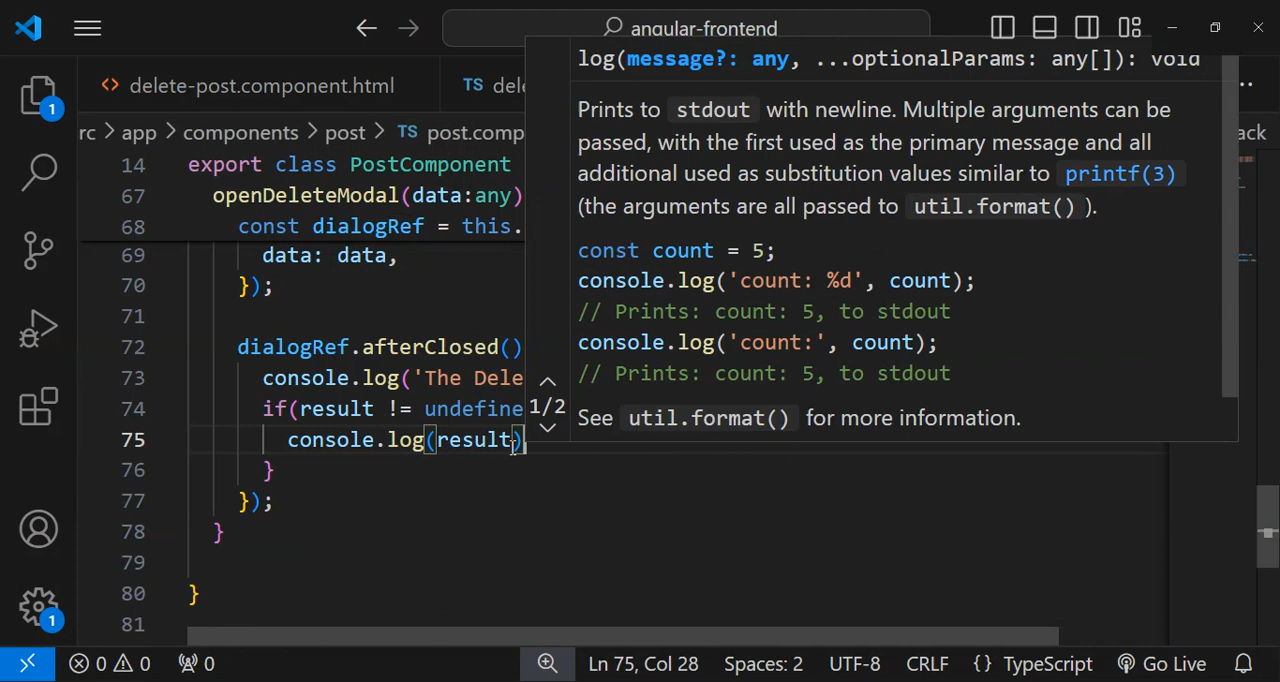 angular-frontend
delete-post.component.html
TS
rc > app > components > post > TS post.comp
ack
14 export class PostComponent
67 openDeleteModal(data:any)
68 const dialogRef = this.
69 data: data,
70 });
71
72 dialogRef.afterClosed()
73 console.log('The Dele
74 if(result != undefine
75 console.log(result)
76 }
77 });
78 }
79
80 }
81
log(message?: any, ...optionalParams: any[]): void
Prints to stdout with newline. Multiple arguments can be
passed, with the first used as the primary message and all
additional used as substitution values similar to printf(3)
(the arguments are all passed to util.format() ).
const count = 5;
console.log('count: %d', count);
// Prints: count: 5, to stdout
console.log('count:', count);
// Prints: count: 5, to stdout
See util.format() for more information.
1/2
1
1
0 0 0
Ln 75, Col 28 Spaces: 2 UTF-8 CRLF {} TypeScript Go Live